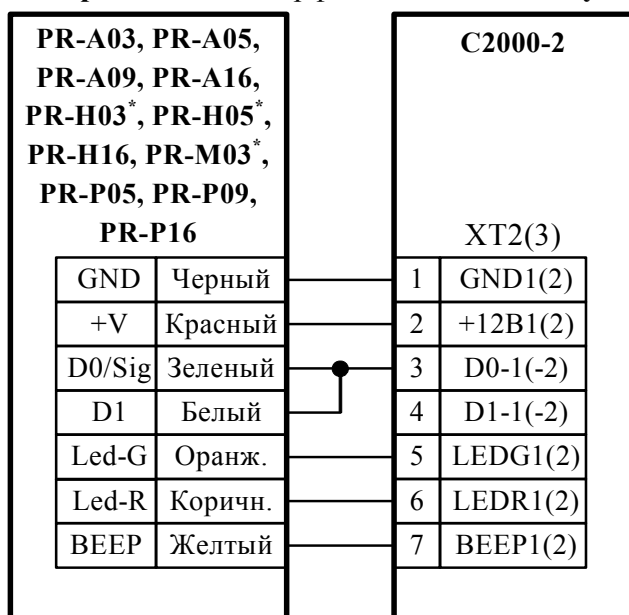 PR-A03, PR-A05,
PR-A09, PR-A16,
PR-H03*, PR-H05*,
PR-H16, PR-M03*,
PR-P05, PR-P09,
PR-P16
GND Черный
+V Красный
D0/Sig Зеленый
D1 Белый
Led-G Оранж.
Led-R Коричн.
BEEP Желтый
С2000-2
XT2(3)
1 GND1(2)
2 +12В1(2)
3 D0-1(-2)
4 D1-1(-2)
5 LEDG1(2)
6 LEDR1(2)
7 BEEP1(2)